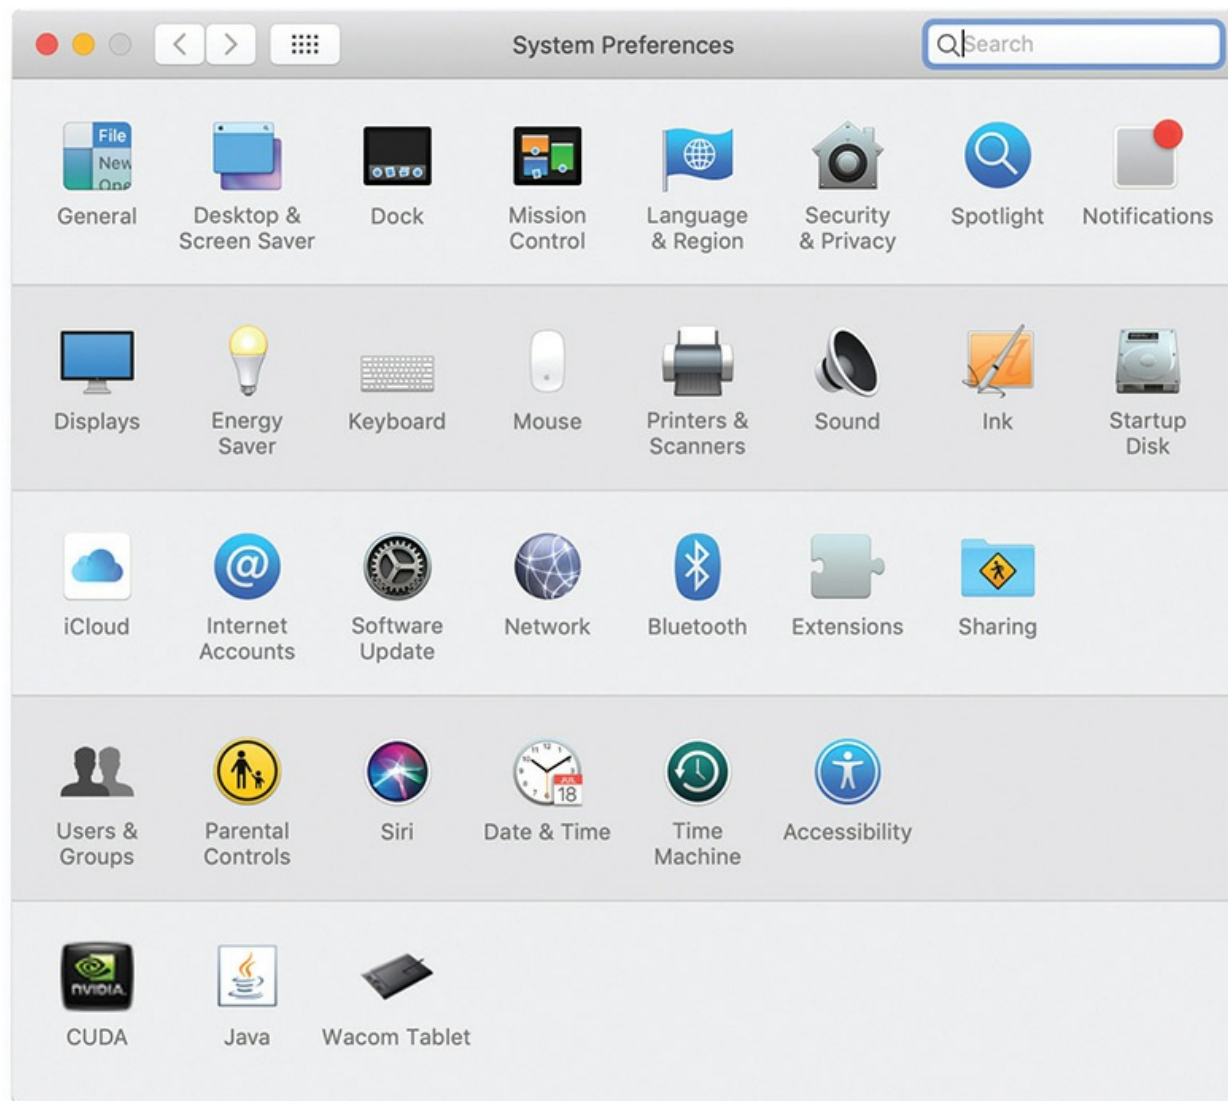 System Preferences
Search
File
New
Ope
General
Desktop &
Screen Saver
Dock
Mission
Control
Language
& Region
Security
& Privacy
Spotlight
Notifications
Displays
Energy
Saver
Keyboard
Mouse
Printers &
Scanners
Sound
A
Ink
Startup
Disk
iCloud
@
Internet
Accounts
Software
Update
Network
Bluetooth
Extensions
Sharing
Users &
Groups
Parental
Controls
Siri
JUL
18
Date & Time
Time
Machine
Accessibility
NVIDIA.
CUDA
Java
Wacom Tablet